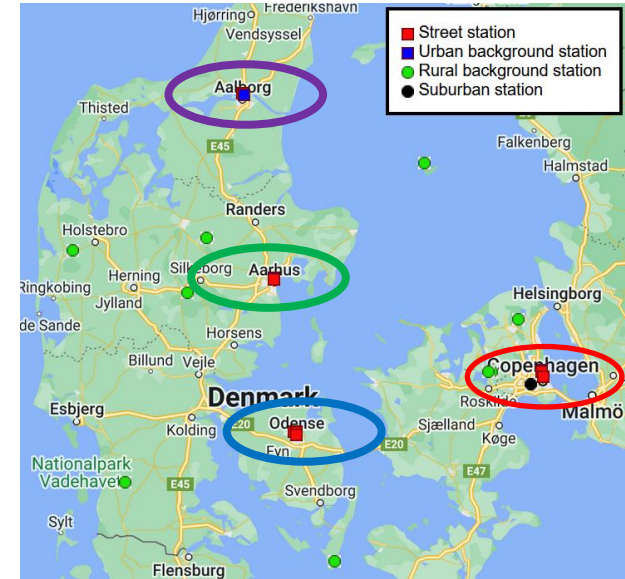 Hjørring
Frederikshavn
Vendsyssel
Street station
Urban background station
Rural background station
Suburban station
Aalborg
Thisted
E45
Falkenberg
Halmstad
Randers
Holstebro
Silkeborg
Aarhus
Herning
Ringkobing
Jylland
Helsingborg
de Sande
Horsens
Billund
Vejle
Copenhagen
Denmark
Roskilde
Malmö
Esbjerg
E20
Odense
Kolding
Sjælland
Køge
E20
Fyn
Nationalpark
Vadehavet
E45
E47
Svendborg
Sylt
Flensburg